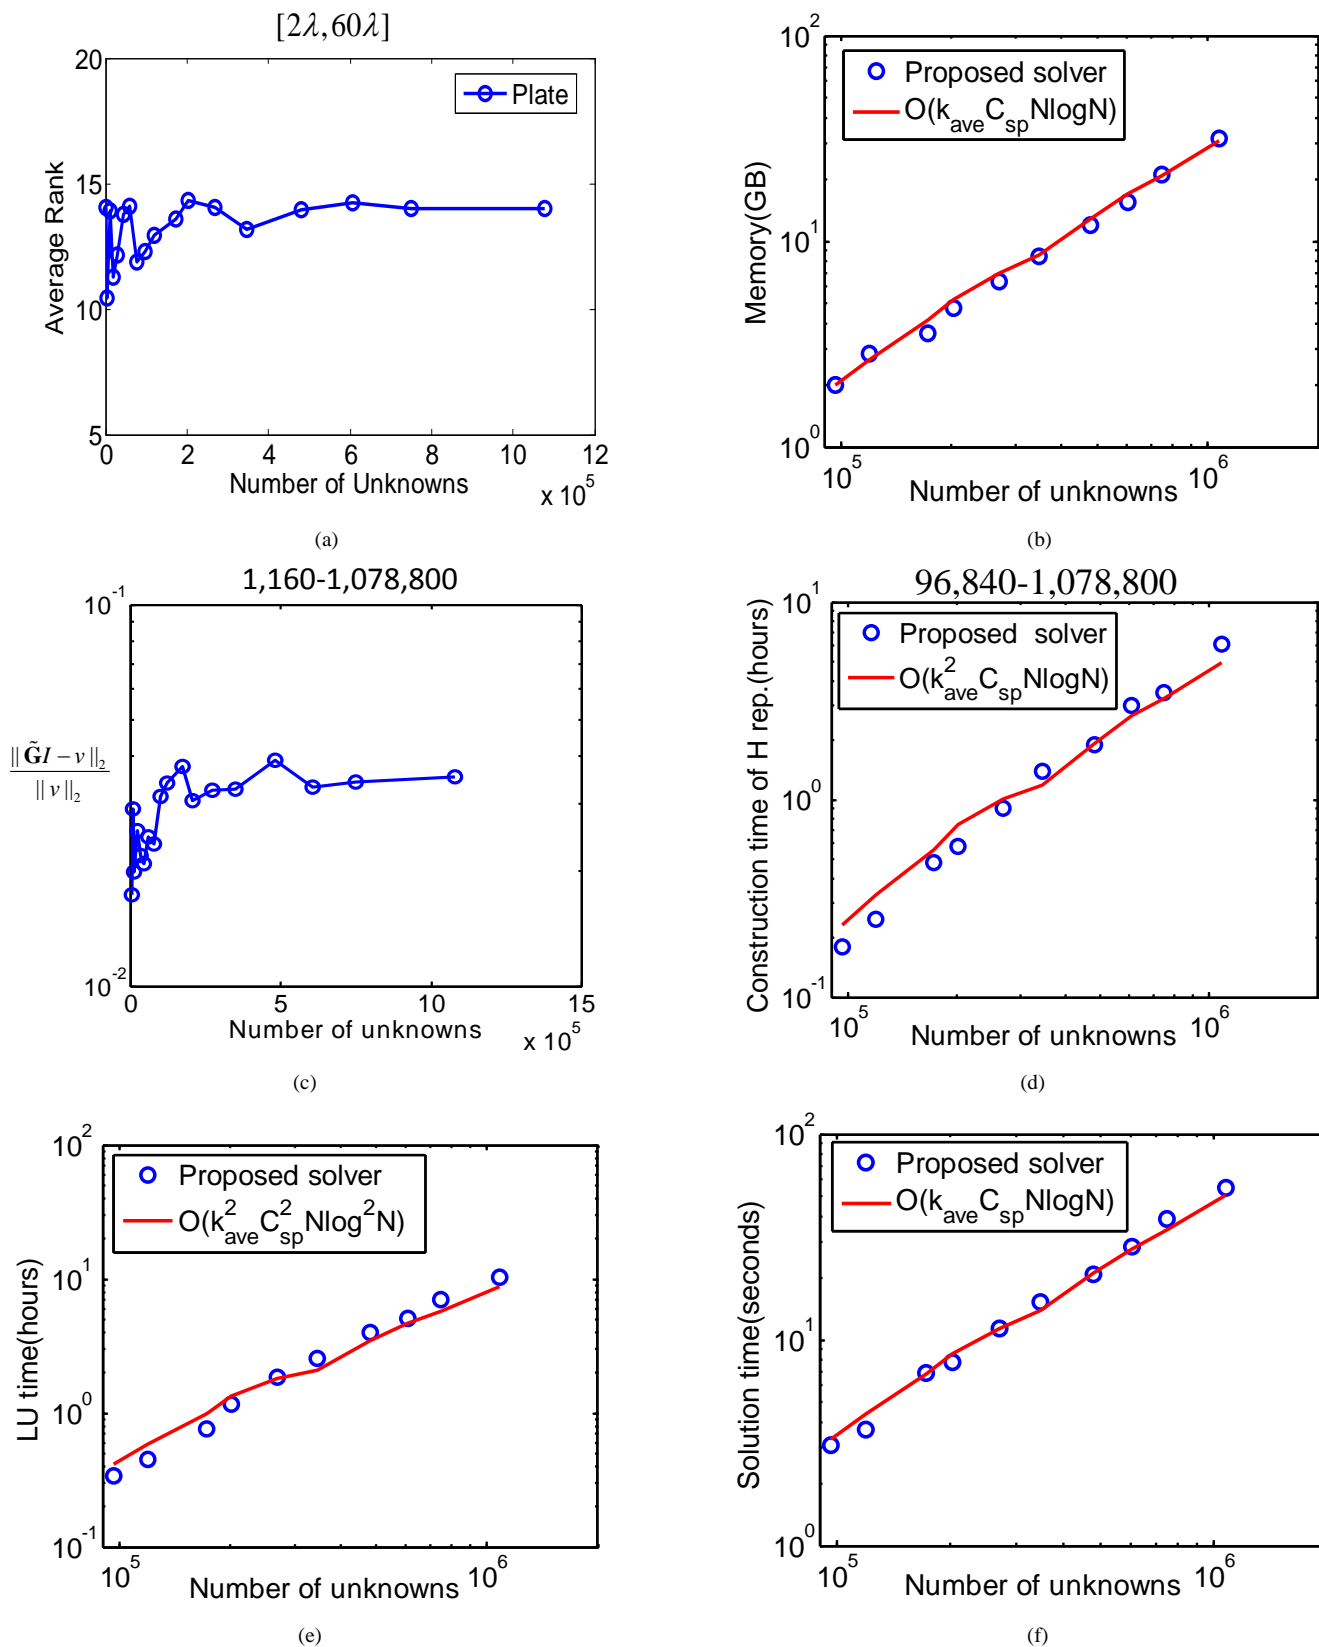 [2λ,60λ]
20
15
10
5
Average Rank
Plate
0 2 4 6 8 10 12
Number of Unknowns
x 10^5
(a)
10^2
10^1
10^0
Memory(GB)
Proposed solver
O(k_ave C_sp NlogN)
10^5 10^6
Number of unknowns
(b)
1,160-1,078,800
10^-1
10^-2
|| G̃I − v ||_2
|| v ||_2
0 5 10 15
Number of unknowns
x 10^5
(c)
96,840-1,078,800
10^1
10^0
10^-1
Construction time of H rep.(hours)
Proposed solver
O(k^2_ave C_sp NlogN)
10^5 10^6
Number of unknowns
(d)
10^2
10^1
10^0
10^-1
LU time(hours)
Proposed solver
O(k^2_ave C^2_sp Nlog^2N)
10^5 10^6
Number of unknowns
(e)
10^2
10^1
10^0
Solution time(seconds)
Proposed solver
O(k_ave C_sp NlogN)
10^5 10^6
Number of unknowns
(f)